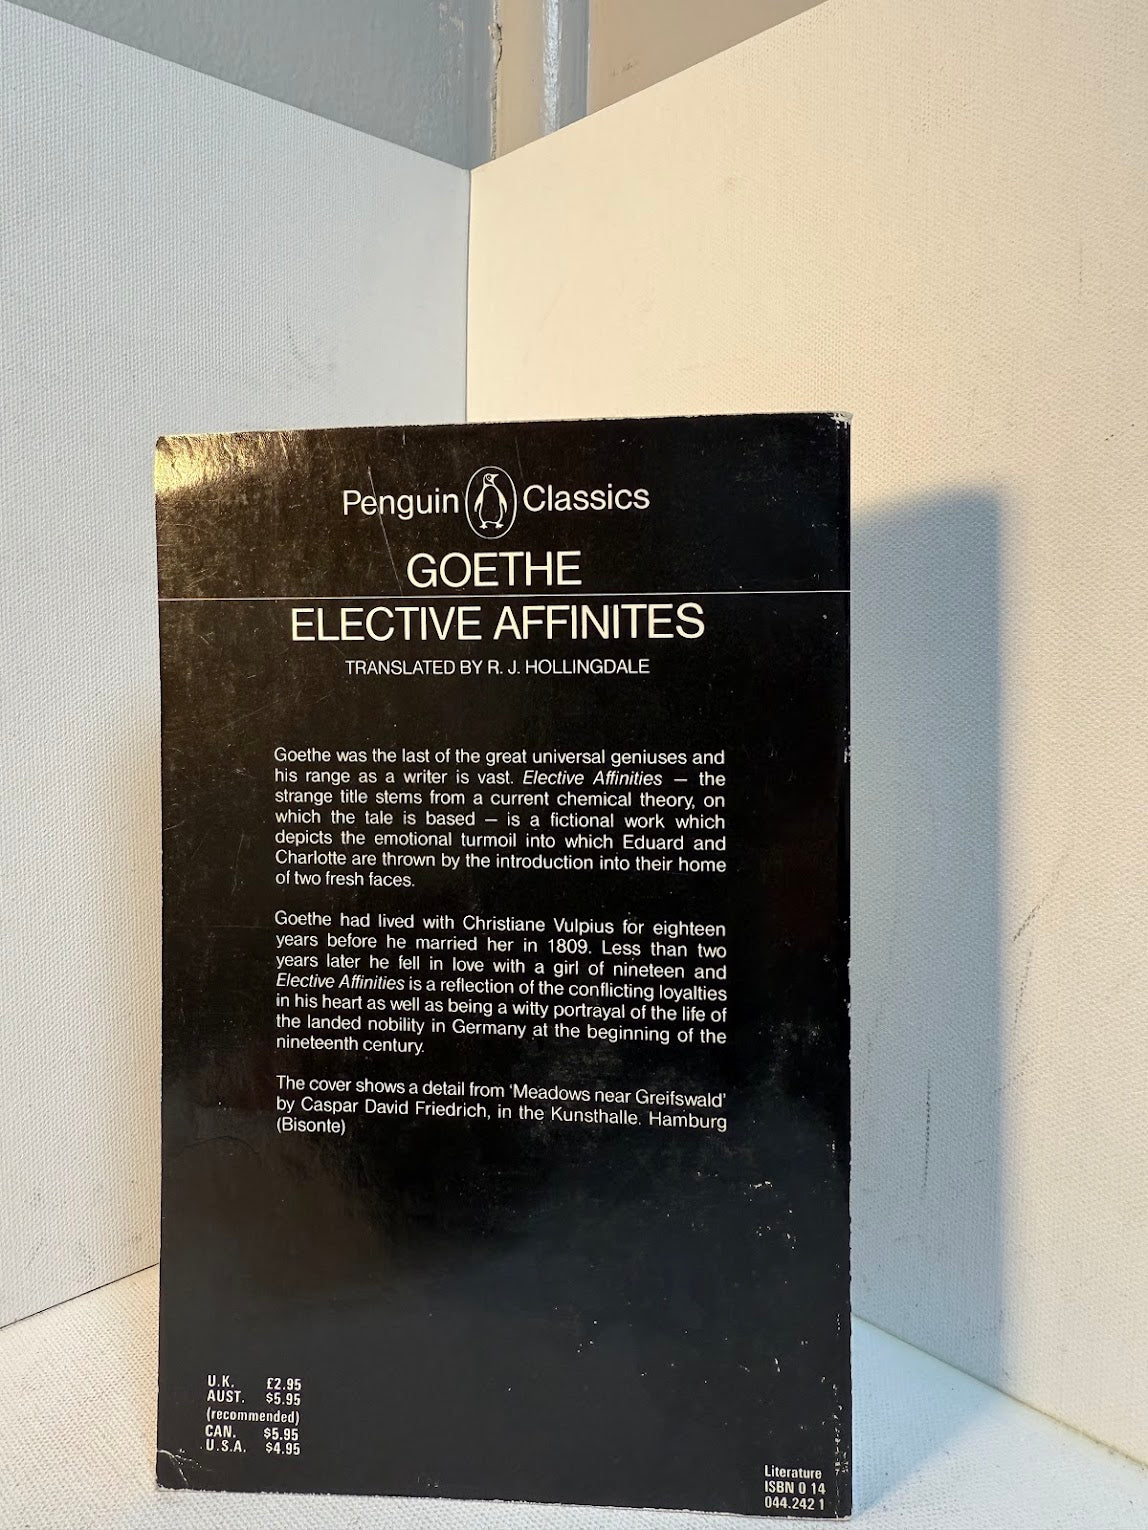 Penguin Classics
GOETHE
ELECTIVE AFFINITES
TRANSLATED BY R. J. HOLLINGDALE
Goethe was the last of the great universal geniuses and
his range as a writer is vast. Elective Affinities — the
strange title stems from a current chemical theory, on
which the tale is based — is a fictional work which
depicts the emotional turmoil into which Eduard and
Charlotte are thrown by the introduction into their home
of two fresh faces.
Goethe had lived with Christiane Vulpius for eighteen
years before he married her in 1809. Less than two
years later he fell in love with a girl of nineteen and
Elective Affinities is a reflection of the conflicting loyalties
in his heart as well as being a witty portrayal of the life of
the landed nobility in Germany at the beginning of the
nineteenth century.
The cover shows a detail from 'Meadows near Greifswald'
by Caspar David Friedrich, in the Kunsthalle. Hamburg
(Bisonte)
U.K. £2.95
AUST. $5.95
(recommended)
CAN. $5.95
U.S.A. $4.95
Literature
ISBN 0 14
044.242 1